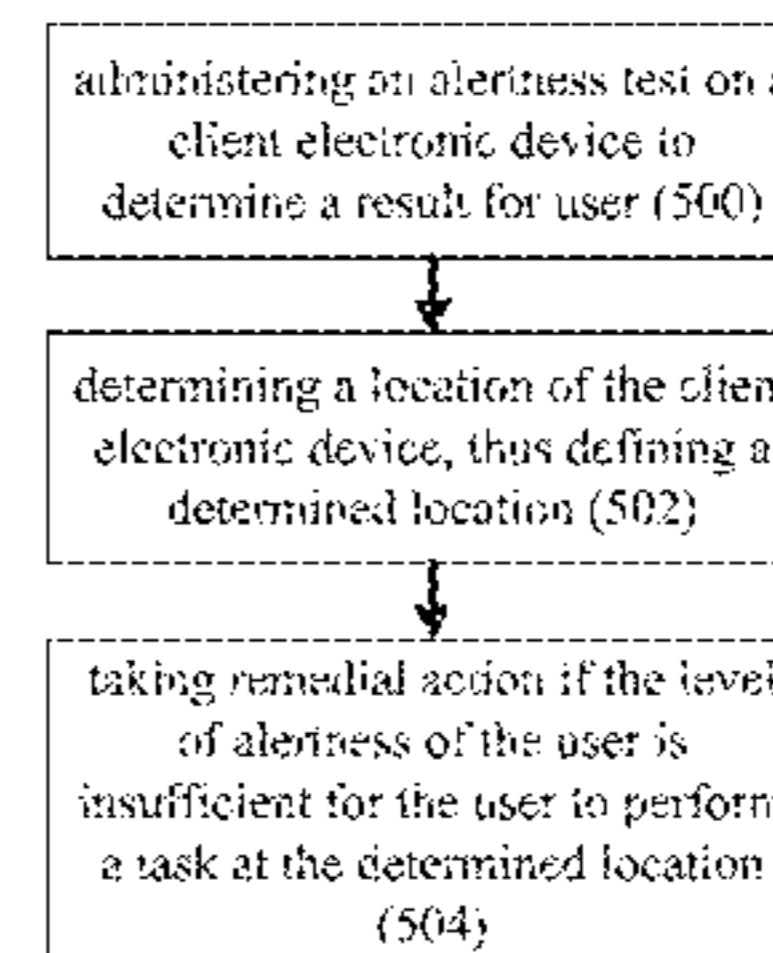 administering an alertness test on a
client electronic device to
determine a result for user (500)
determining a location of the clien
electronic device, thus defining a
determined location (502)
taking remedial action if the level
of alertness of the user is
insufficient for the user to perform
a task at the determined location
(504)